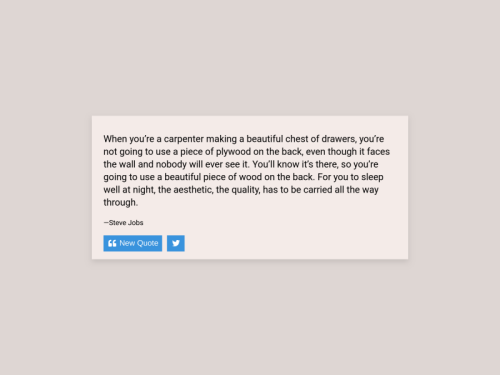 When you’re a carpenter making a beautiful chest of drawers, you’re
not going to use a piece of plywood on the back, even though it faces
the wall and nobody will ever see it. You’ll know it’s there, so you’re
going to use a beautiful piece of wood on the back. For you to sleep
well at night, the aesthetic, the quality, has to be carried all the way
through.
—Steve Jobs
New Quote